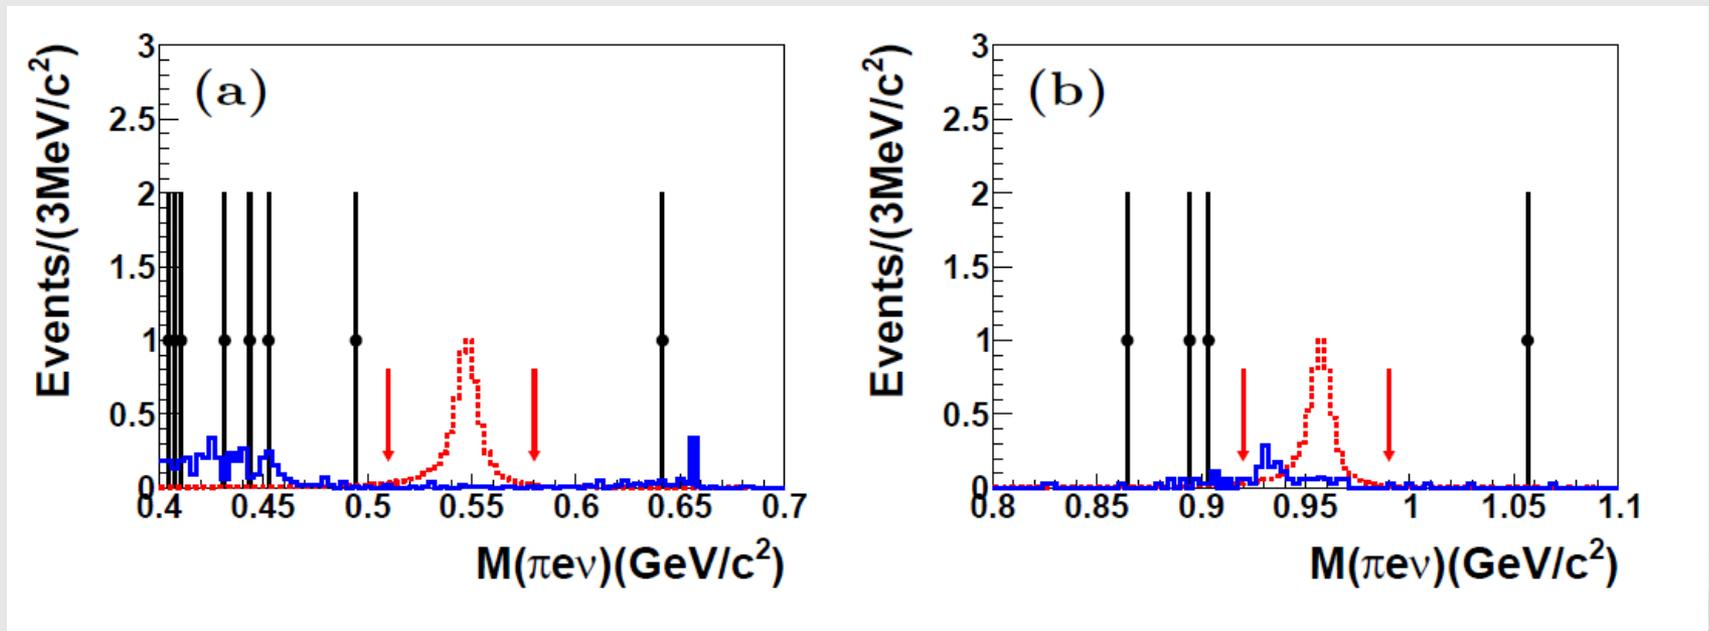 Events/(3MeV/c²)
(a)
3
2.5
2
1.5
1
0.5
0
0.4 0.45 0.5 0.55 0.6 0.65 0.7
M(πeν)(GeV/c²)
Events/(3MeV/c²)
(b)
3
2.5
2
1.5
1
0.5
0
0.8 0.85 0.9 0.95 1 1.05 1.1
M(πeν)(GeV/c²)